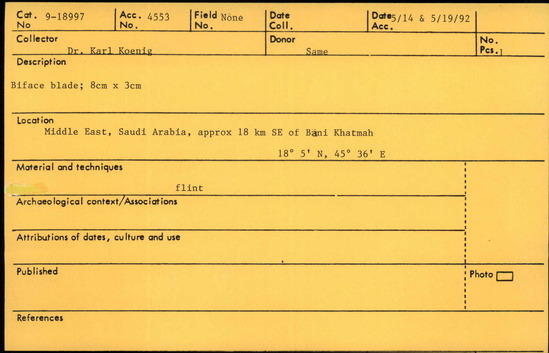 Cat. No 9-18997 Acc. No. 4553 Field No. None Date Coll. Date Acc. 5/14 & 5/19/92
Collector Dr. Karl Koenig Donor Same No. Pcs. 1
Description
Biface blade; 8cm x 3cm
Location
Middle East, Saudi Arabia, approx 18 km SE of Bani Khatmah
18° 5' N, 45° 36' E
Material and techniques
flint
Archaeological context/Associations
Attributions of dates, culture and use
Published Photo
References